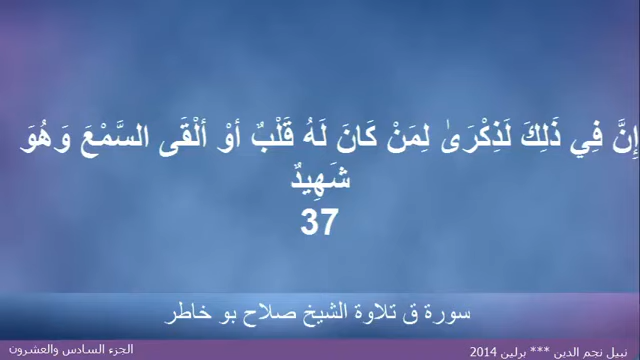 إِنَّ فِي ذَلِكَ لَذِكْرَىٰ لِمَنْ كَانَ لَهُ قَلْبٌ أَوْ أَلْقَى السَّمْعَ وَهُوَ
شَهِيدٌ
37
سورة ق تلاوة الشيخ صلاح بو خاطر
نبيل نجم الدين *** برلين 2014
الجزء السادس والعشرون